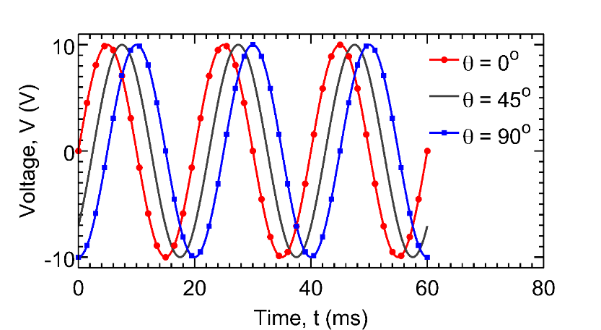 10
0
-10
Voltage, V (V)
θ = 0°
θ = 45°
θ = 90°
0 20 40 60 80
Time, t (ms)